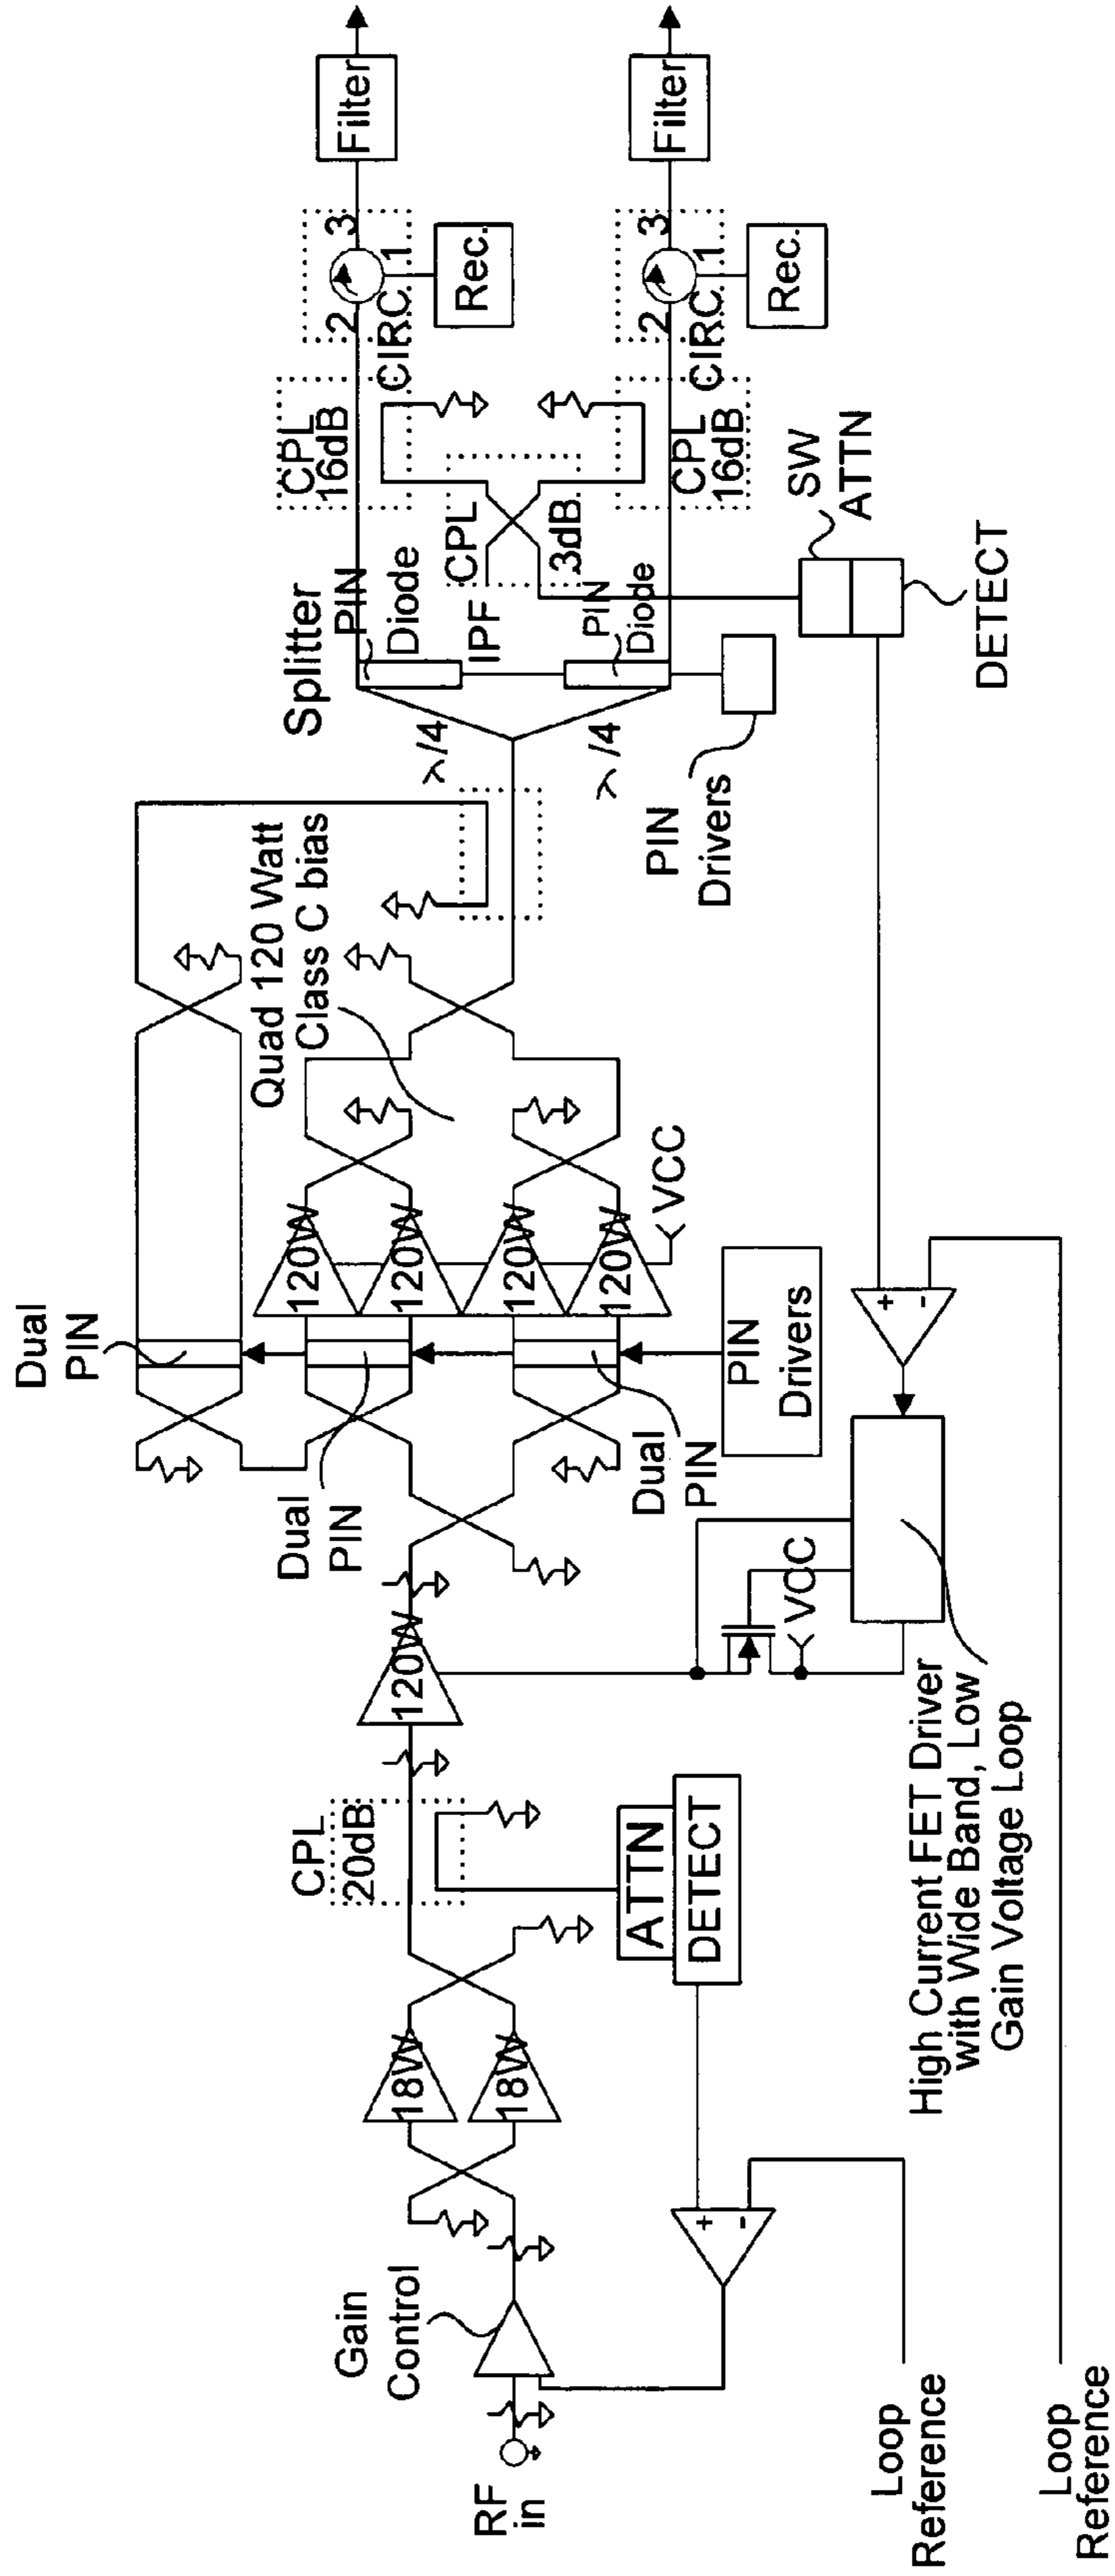 RF
in
Gain
Control
18W
18W
CPL
20dB
ATTN
DETECT
+
-
Loop
Reference
Loop
Reference
120W
High Current FET Driver
with Wide Band, Low
Gain Voltage Loop
VCC
+
-
Dual
PIN
Dual
PIN
Dual
PIN
PIN
Drivers
120W
120W
120W
120W
VCC
Quad 120 Watt
Class C bias
Splitter
λ/4
λ/4
PIN
Drivers
PIN
Diode
PIN
Diode
IPF
CPL
3dB
CPL
16dB
CPL
16dB
SW
ATTN
DETECT
2
3
1
CIRC.
Rec.
Filter
2
3
1
CIRC.
Rec.
Filter